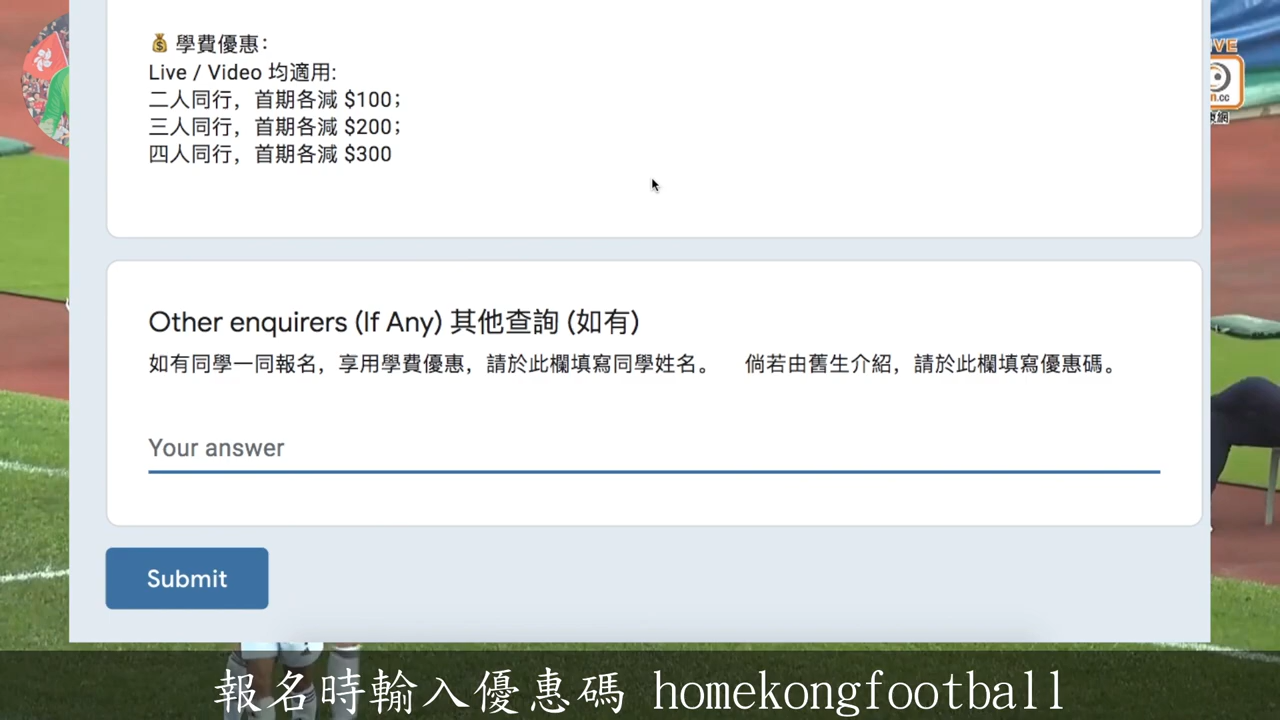 💰 學費優惠:
Live / Video 均適用:
二人同行，首期各減 $100；
三人同行，首期各減 $200；
四人同行，首期各減 $300
Other enquirers (If Any) 其他查詢 (如有)
如有同學一同報名，享用學費優惠，請於此欄填寫同學姓名。 倘若由舊生介紹，請於此欄填寫優惠碼。
Your answer
Submit
報名時輸入優惠碼 homekongfootball